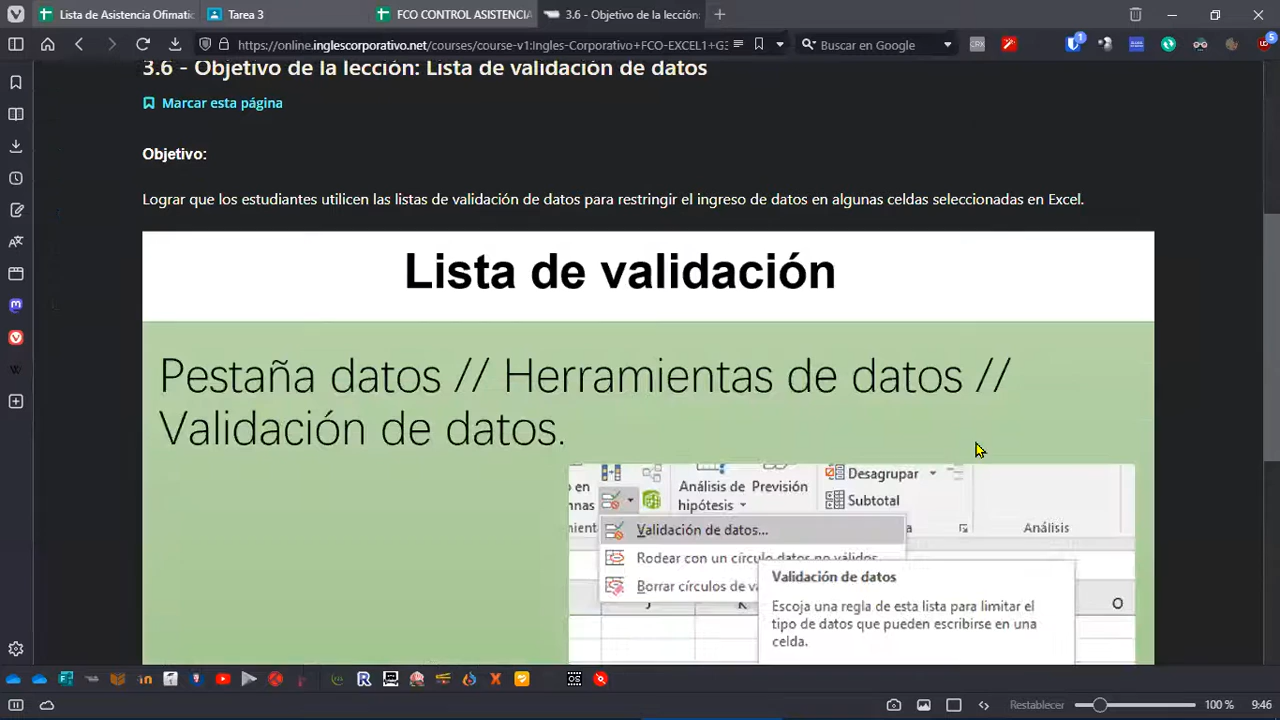 Lista de Asistencia Ofimatic
Tarea 3
FCO CONTROL ASISTENCIA
3.6 - Objetivo de la lección:
https://online.inglescorporativo.net/courses/course-v1:Ingles-Corporativo+FCO-EXCEL1+G3
Buscar en Google
3.6 - Objetivo de la lección: Lista de validación de datos
Marcar esta página
Objetivo:
Lograr que los estudiantes utilicen las listas de validación de datos para restringir el ingreso de datos en algunas celdas seleccionadas en Excel.
Lista de validación
Pestaña datos // Herramientas de datos //
Validación de datos.
Análisis de
hipótesis
Previsión
Desagrupar
Subtotal
Análisis
Validación de datos...
Rodear con un círculo datos no válidos
Borrar círculos de
Validación de datos
Escoja una regla de esta lista para limitar el
tipo de datos que pueden escribirse en una
celda.
K
O
Restablecer
100 %
9:46